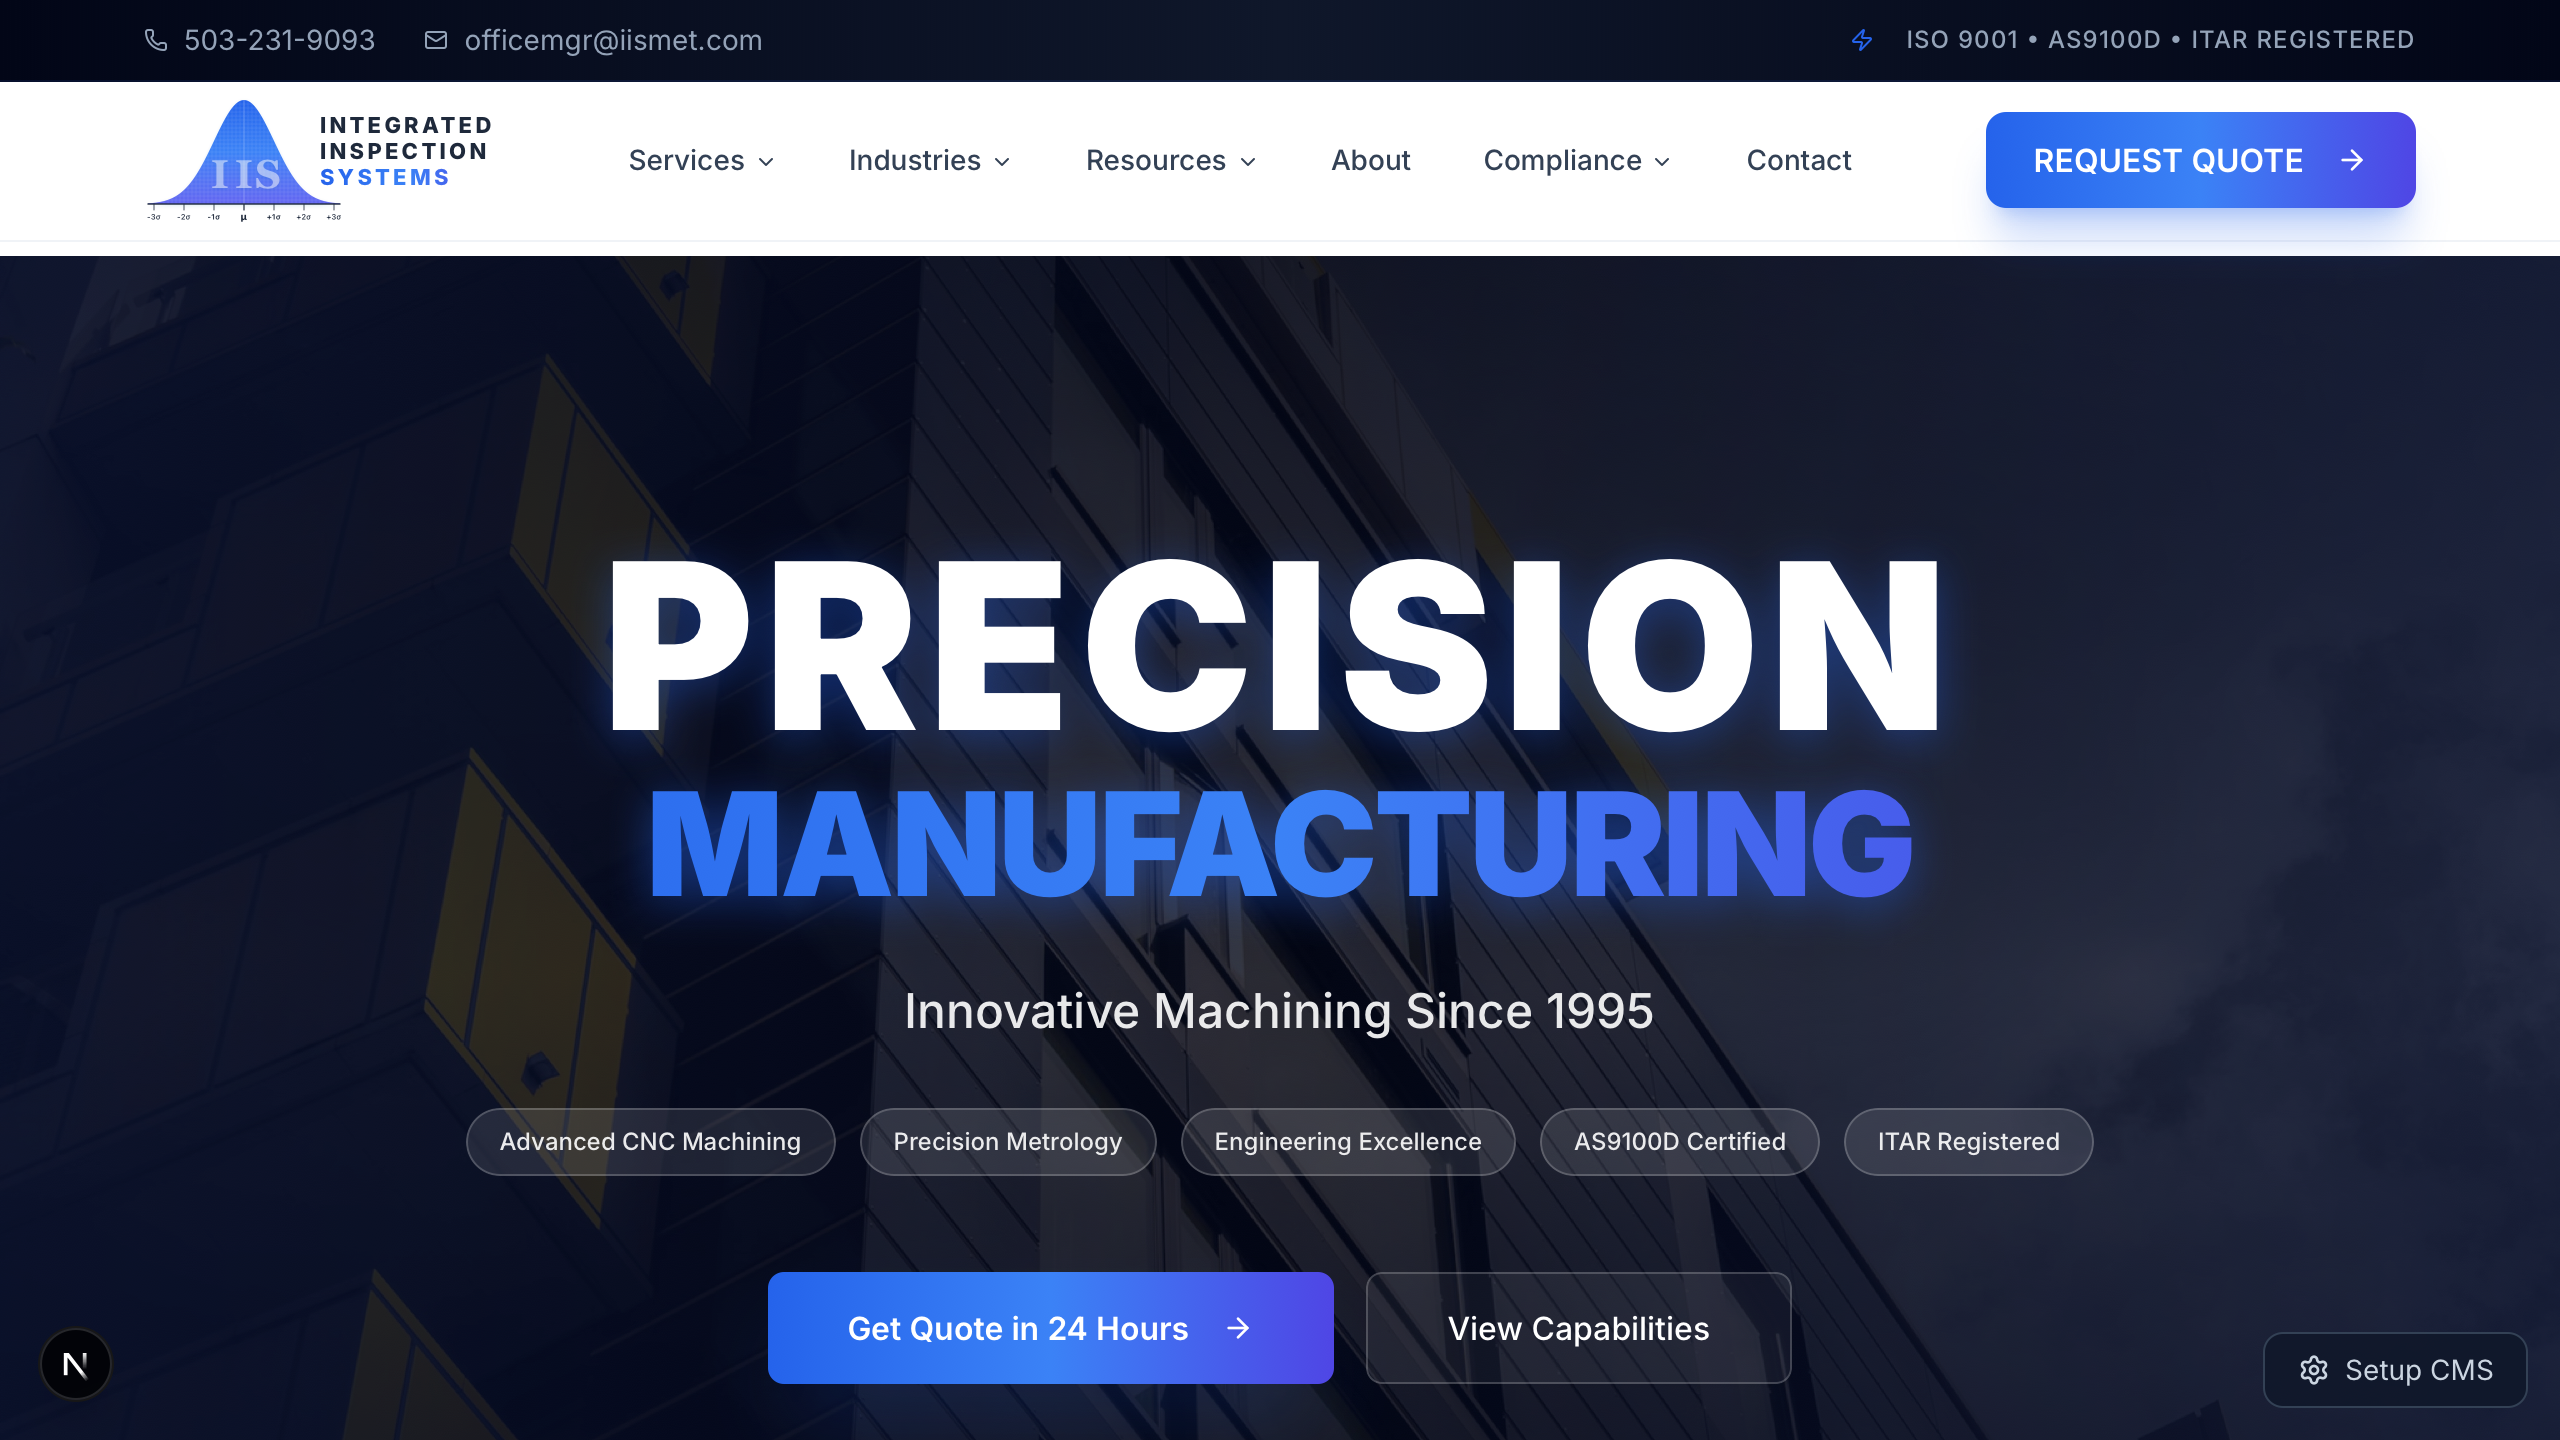 503-231-9093
officemgr@iismet.com
ISO 9001 • AS9100D • ITAR REGISTERED
IIS
-3σ -2σ -1σ μ +1σ +2σ +3σ
INTEGRATED
INSPECTION
SYSTEMS
Services
Industries
Resources
About
Compliance
Contact
REQUEST QUOTE
PRECISION
MANUFACTURING
Innovative Machining Since 1995
Advanced CNC Machining
Precision Metrology
Engineering Excellence
AS9100D Certified
ITAR Registered
Get Quote in 24 Hours
View Capabilities
N
Setup CMS